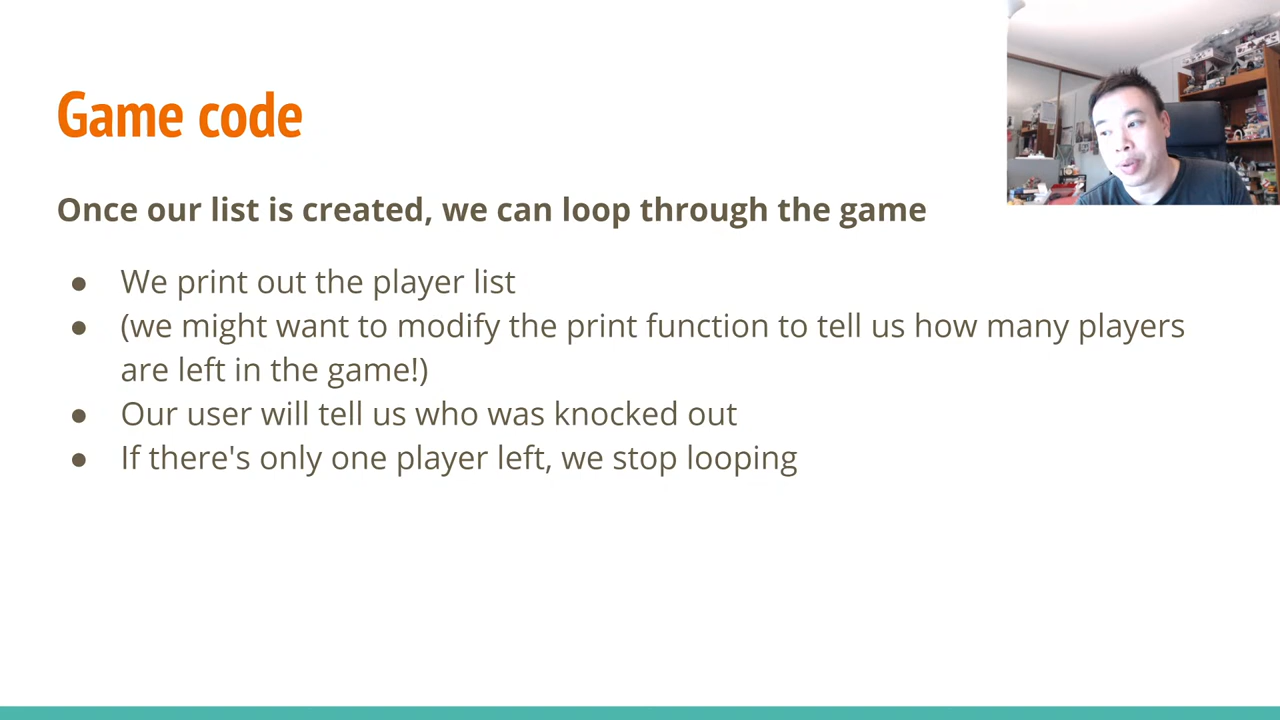 Game code
Once our list is created, we can loop through the game
● We print out the player list
● (we might want to modify the print function to tell us how many players
are left in the game!)
● Our user will tell us who was knocked out
● If there's only one player left, we stop looping